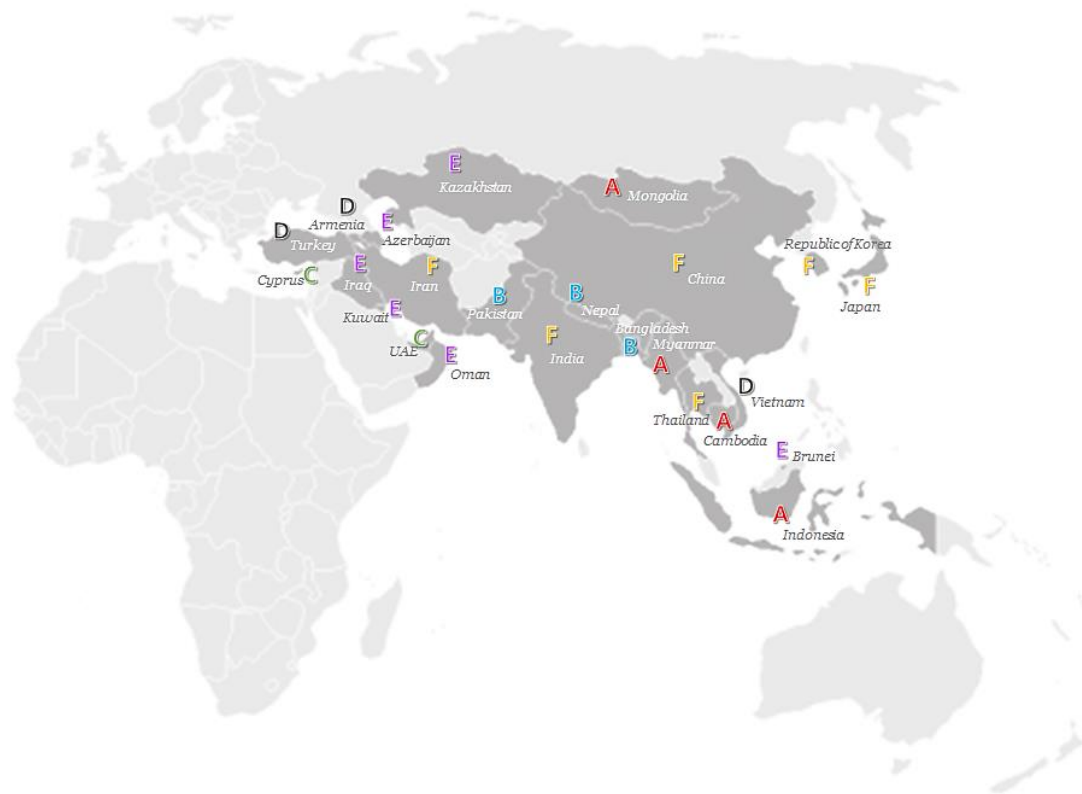 E
Kazakhstan
A
Mongolia
D
Armenia
E
Azerbaijan
D
Turkey
Republic of Korea
F
F
China
E
Iraq
F
Iran
Cyprus C
F
Japan
B
Pakistan
B
Nepal
Kuwait E
Bangladesh
B
F
India
Myanmar
A
C
UAE
E
Oman
D
Vietnam
F
Thailand
A
Cambodia
E
Brunei
A
Indonesia